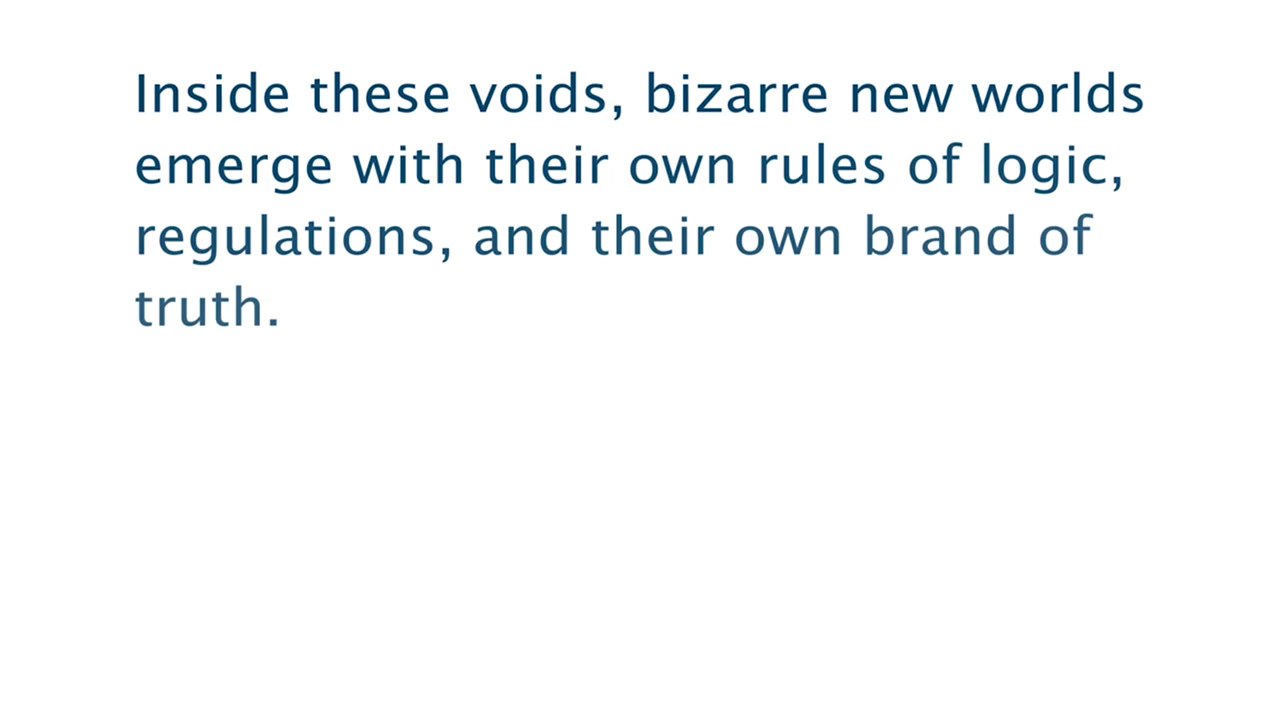 Inside these voids, bizarre new worlds
emerge with their own rules of logic,
regulations, and their own brand of
truth.